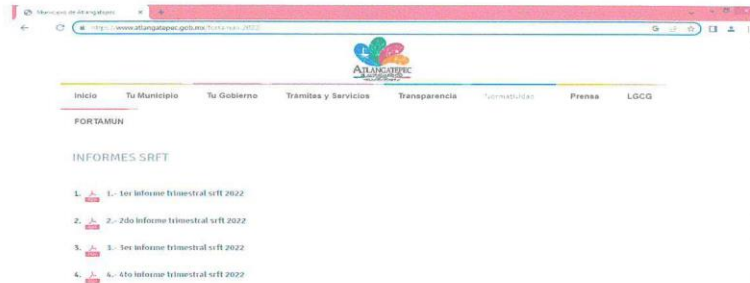 Municipio de Atlangatepec
www.atlangatepec.gob.mx/fortamun-2022
ATLANGATEPEC
Inicio Tu Municipio Tu Gobierno Trámites y Servicios Transparencia Normatividad Prensa LGCG
FORTAMUN
INFORMES SRFT
1. 1.- 1er informe trimestral srft 2022
2. 2.- 2do informe trimestral srft 2022
3. 3.- 3er informe trimestral srft 2022
4. 4.- 4to informe trimestral srft 2022